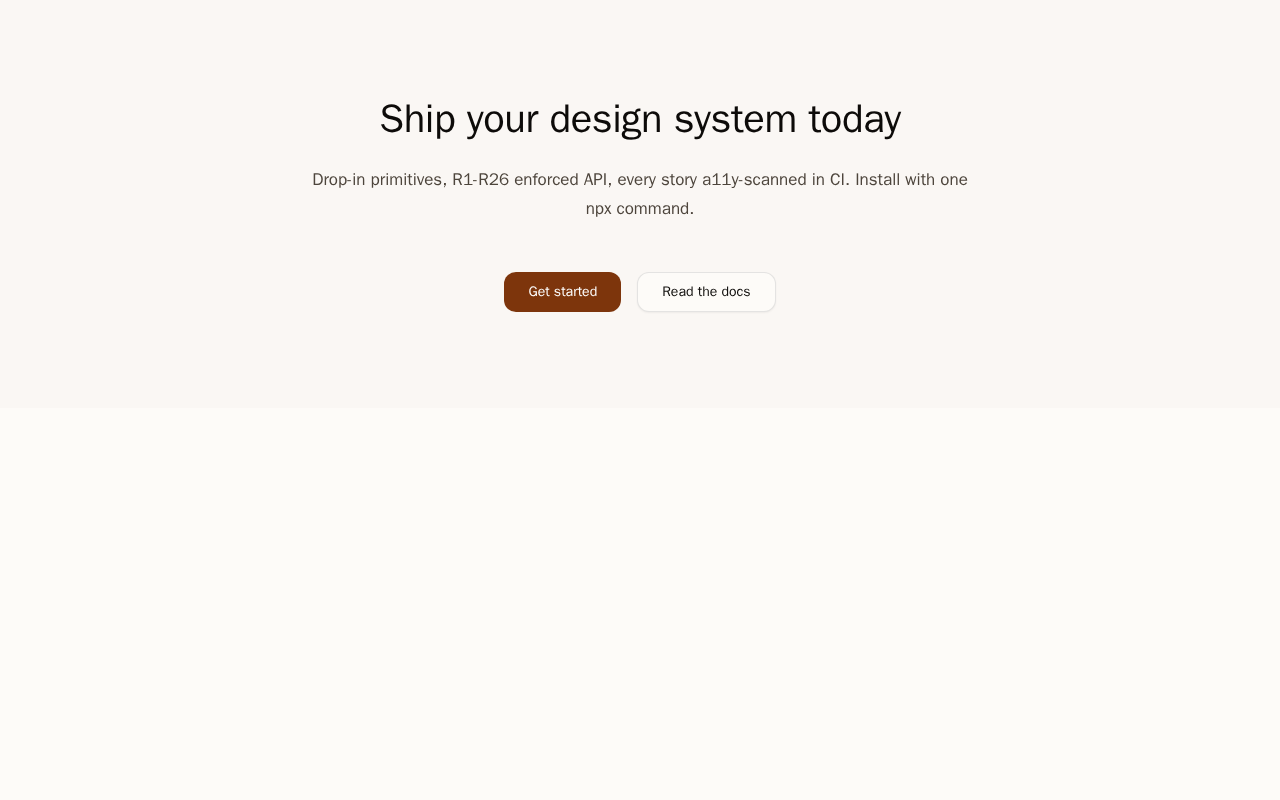 Ship your design system today
Drop-in primitives, R1-R26 enforced API, every story a11y-scanned in CI. Install with one
npx command.
Get started
Read the docs